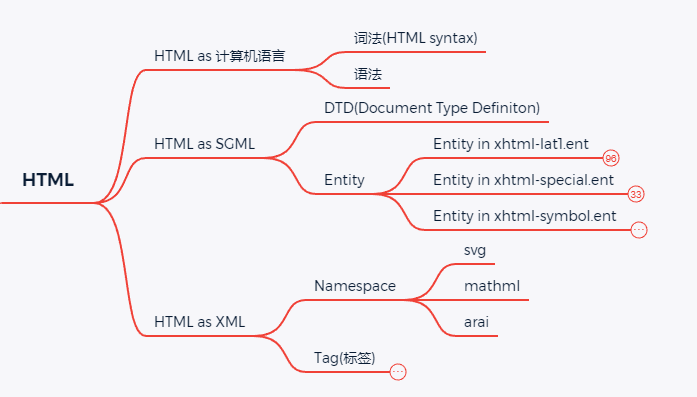 HTML
HTML as 计算机语言
词法(HTML syntax)
语法
HTML as SGML
DTD(Document Type Definiton)
Entity
Entity in xhtml-lat1.ent
96
Entity in xhtml-special.ent
33
Entity in xhtml-symbol.ent
...
HTML as XML
Namespace
svg
mathml
arai
Tag(标签)
...